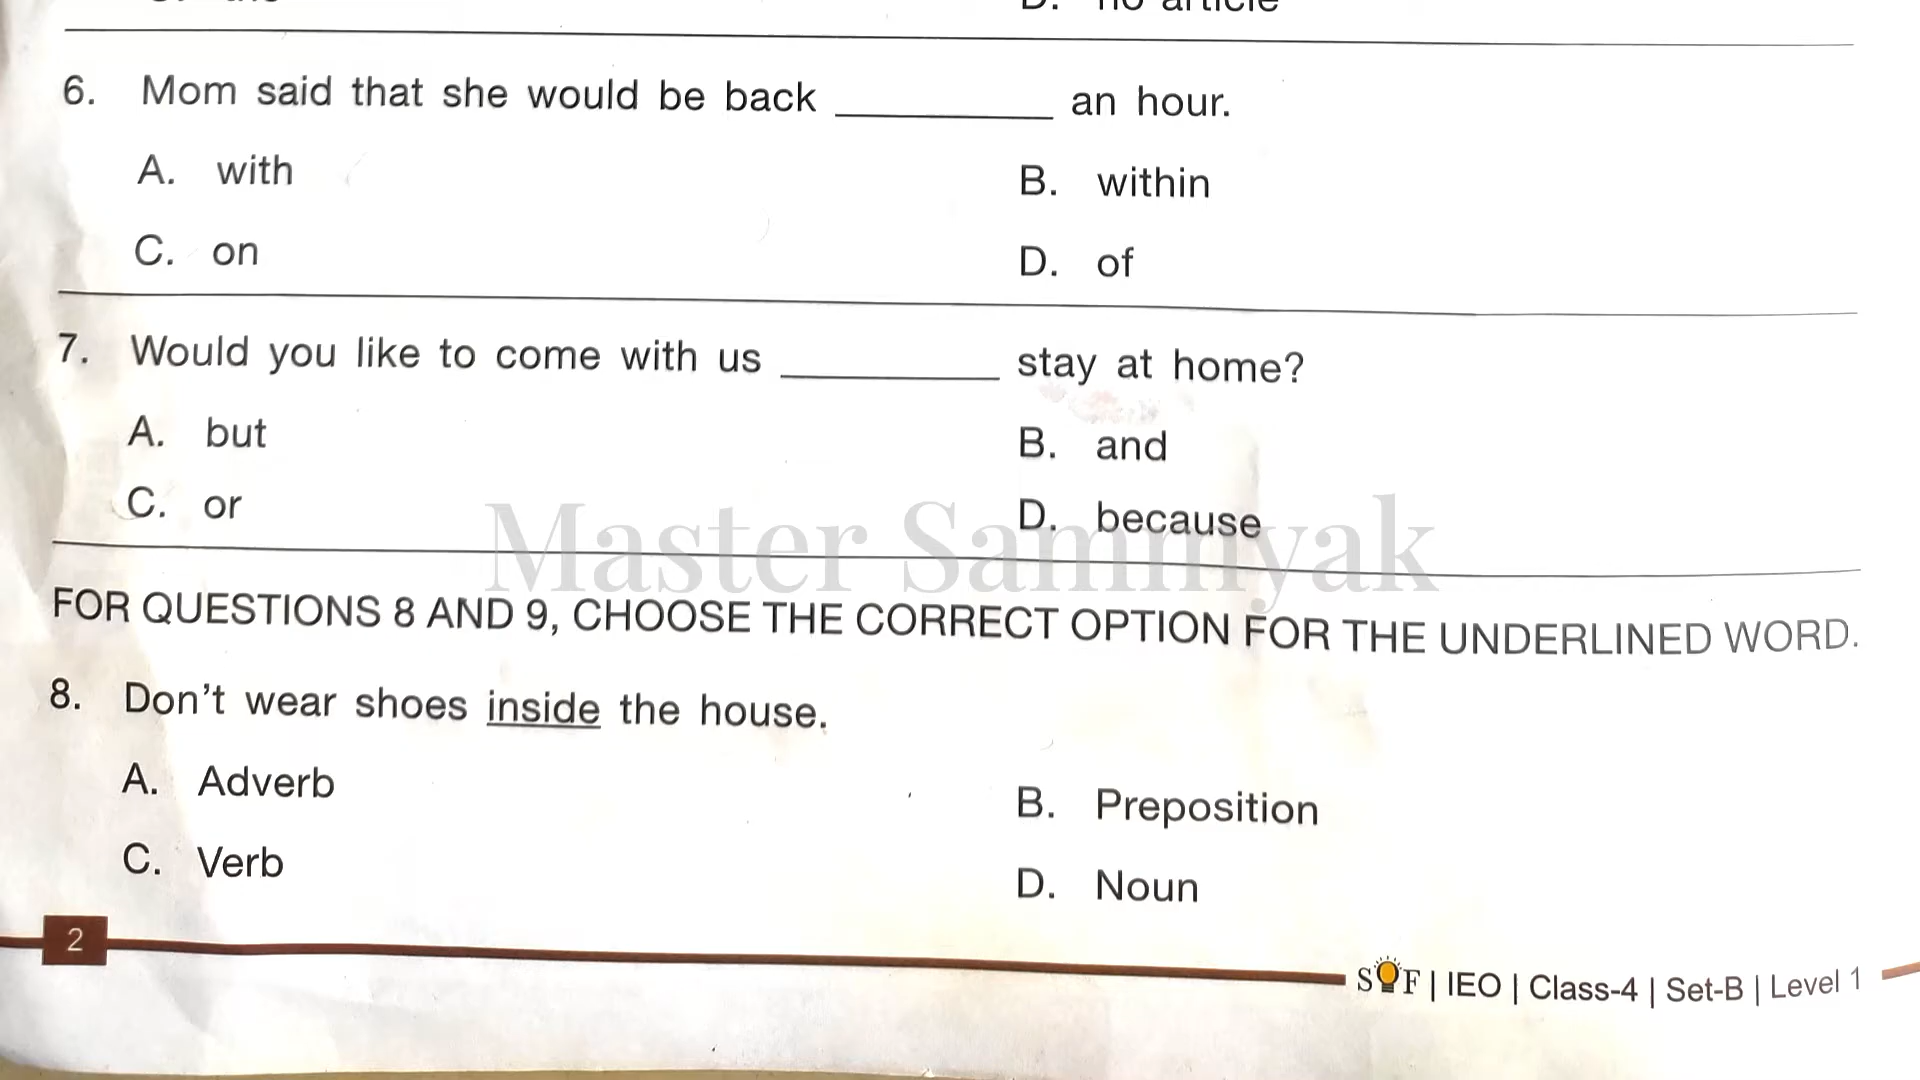 D. no article
6. Mom said that she would be back __________ an hour.
A. with
B. within
C. on
D. of
7. Would you like to come with us __________ stay at home?
A. but
B. and
C. or
D. because
Master Sammyak
FOR QUESTIONS 8 AND 9, CHOOSE THE CORRECT OPTION FOR THE UNDERLINED WORD.
8. Don't wear shoes inside the house.
A. Adverb
B. Preposition
C. Verb
D. Noun
2
SOF | IEO | Class-4 | Set-B | Level 1